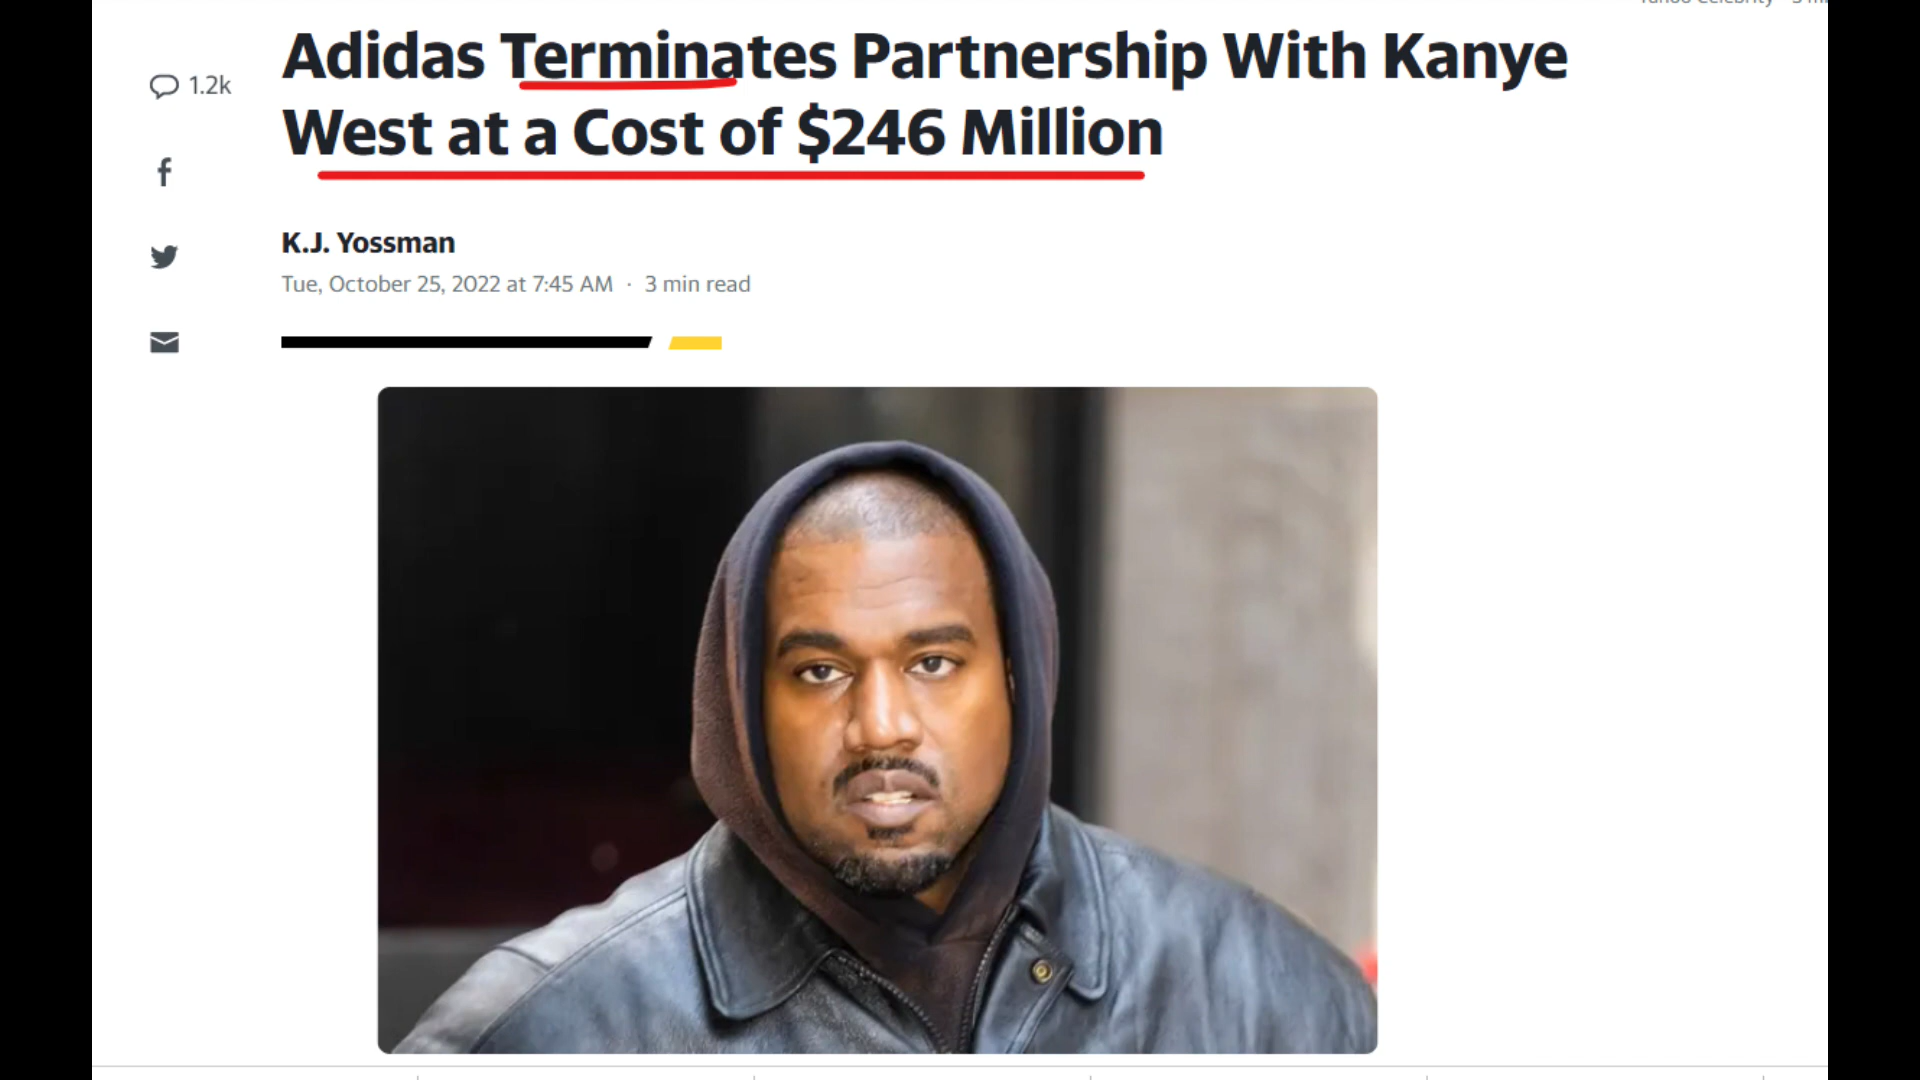 Adidas Terminates Partnership With Kanye
West at a Cost of $246 Million
1.2k
K.J. Yossman
Tue, October 25, 2022 at 7:45 AM · 3 min read